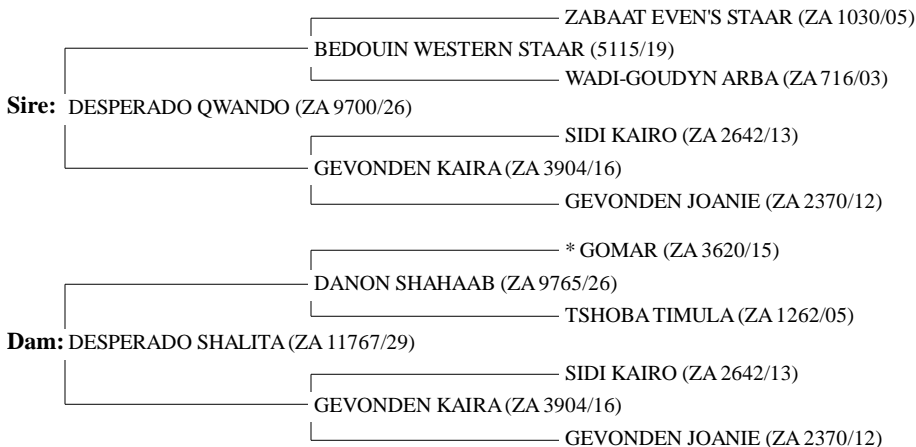 ZABAAT EVEN'S STAAR (ZA 1030/05)
BEDOUIN WESTERN STAAR (5115/19)
WADI-GOUDYN ARBA (ZA 716/03)
Sire: DESPERADO QWANDO (ZA 9700/26)
SIDI KAIRO (ZA 2642/13)
GEVONDEN KAIRA (ZA 3904/16)
GEVONDEN JOANIE (ZA 2370/12)
* GOMAR (ZA 3620/15)
DANON SHAHAAB (ZA 9765/26)
TSHOBA TIMULA (ZA 1262/05)
Dam: DESPERADO SHALITA (ZA 11767/29)
SIDI KAIRO (ZA 2642/13)
GEVONDEN KAIRA (ZA 3904/16)
GEVONDEN JOANIE (ZA 2370/12)